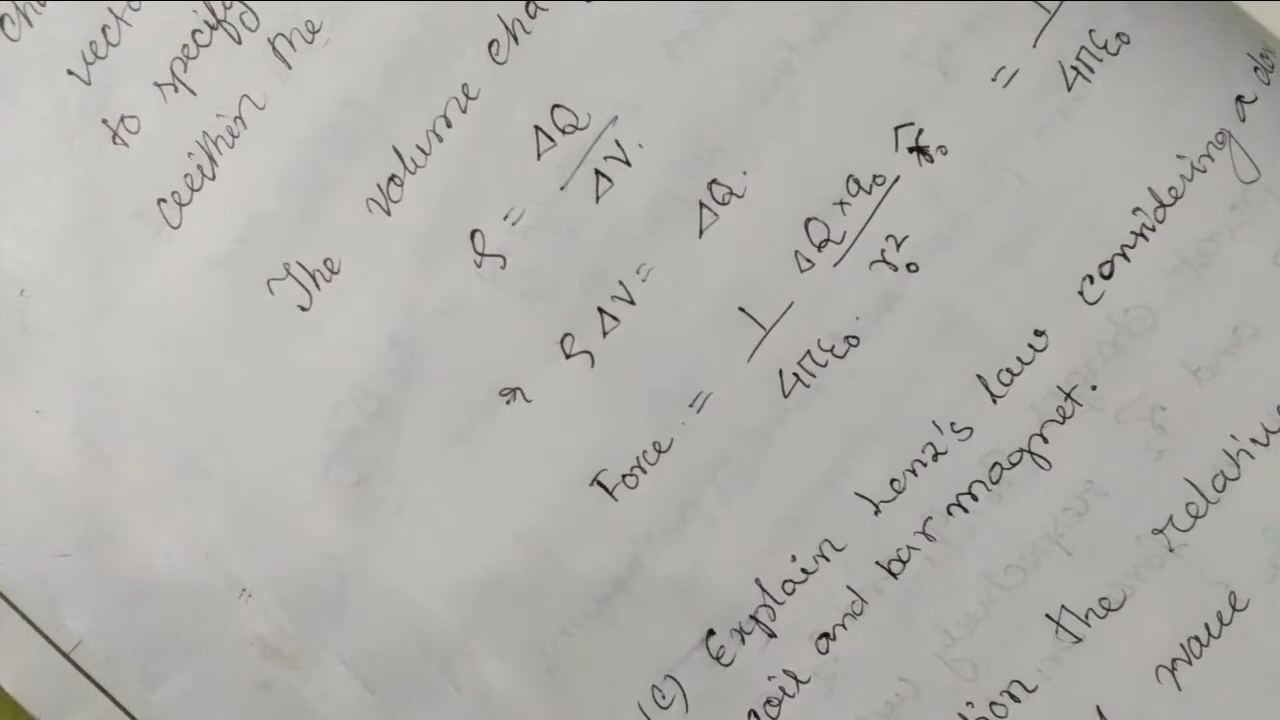 vecto
to specify
within the
The volume cha
ρ = ΔQ / ΔV.
ρ ΔV = ΔQ.
Force = 1 / 4πε₀. ΔQ × q₀ / r₀² r̂₀
= 1 / 4πε₀
(c) Explain Lenz's law considering a
coil and bar magnet.
the relativ
wave